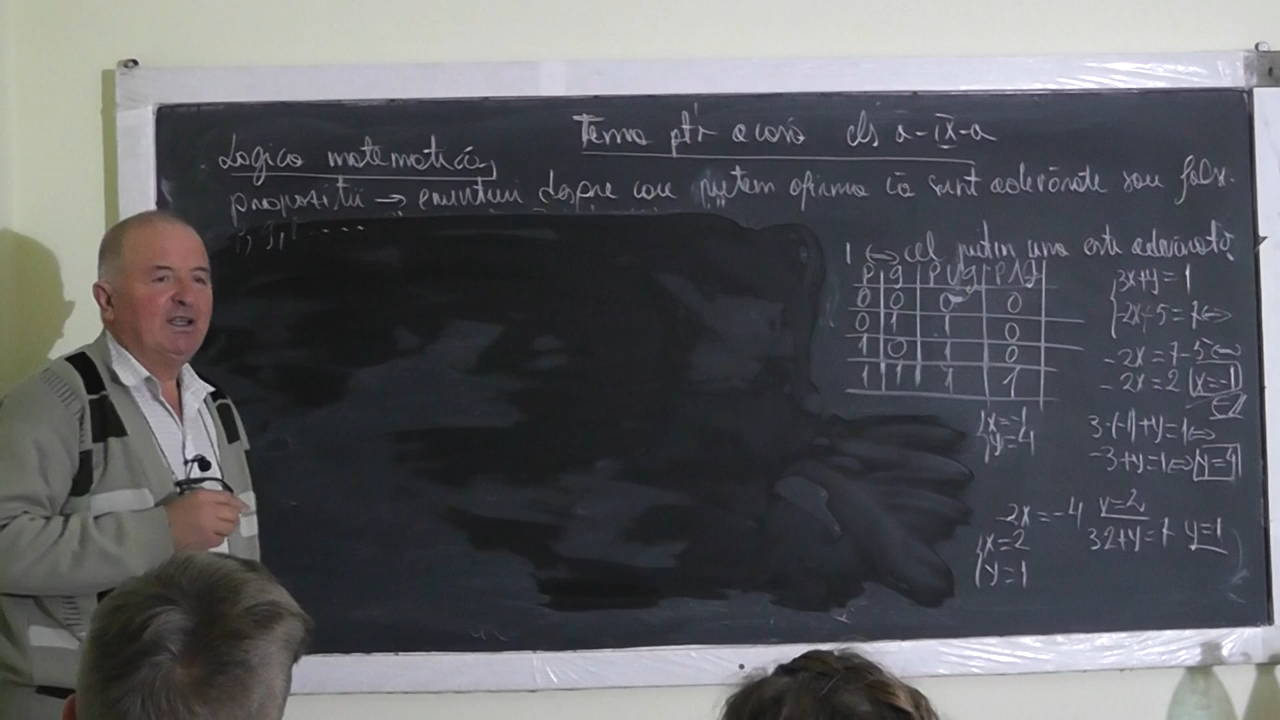 Tema ptr acasă cls a-IX-a
Logica matematică
propoziții → enunturi despre care putem afirma că sunt adevărate sau false.
p, q, r ....
1 ⇔ cel puțin una este adevărată
p q p∨q p∧q
0 0 0 0
0 1 1 0
1 0 1 0
1 1 1 1
3x+y=1
-2x+5=7⇔
-2x=7-5⇔
-2x=2 x=-1
x=-1
y=4
3·(-1)+y=1⇔
-3+y=1⇔ y=4
-2x=-4
x=2
y=1
y=1